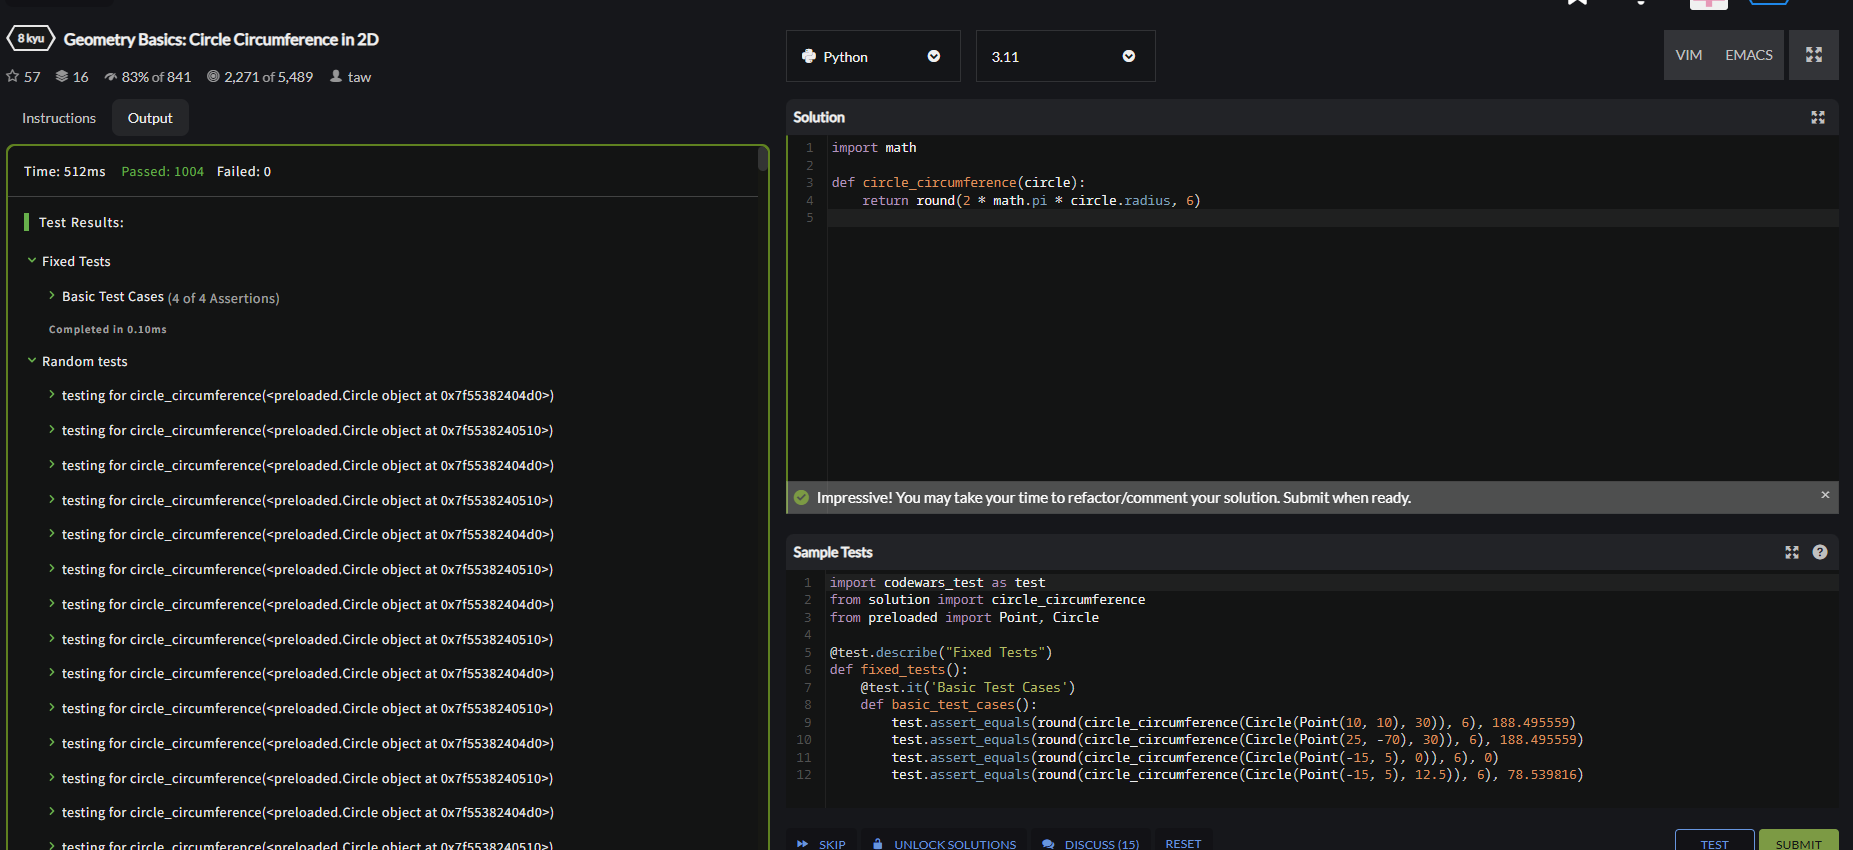 8 kyu
Geometry Basics: Circle Circumference in 2D
57 16 83% of 841 2,271 of 5,489 taw
Instructions Output
Time: 512ms Passed: 1004 Failed: 0
Test Results:
Fixed Tests
Basic Test Cases (4 of 4 Assertions)
Completed in 0.10ms
Random tests
testing for circle_circumference(<preloaded.Circle object at 0x7f55382404d0>)
testing for circle_circumference(<preloaded.Circle object at 0x7f5538240510>)
testing for circle_circumference(<preloaded.Circle object at 0x7f55382404d0>)
testing for circle_circumference(<preloaded.Circle object at 0x7f5538240510>)
testing for circle_circumference(<preloaded.Circle object at 0x7f55382404d0>)
testing for circle_circumference(<preloaded.Circle object at 0x7f5538240510>)
testing for circle_circumference(<preloaded.Circle object at 0x7f55382404d0>)
testing for circle_circumference(<preloaded.Circle object at 0x7f5538240510>)
testing for circle_circumference(<preloaded.Circle object at 0x7f55382404d0>)
testing for circle_circumference(<preloaded.Circle object at 0x7f5538240510>)
testing for circle_circumference(<preloaded.Circle object at 0x7f55382404d0>)
testing for circle_circumference(<preloaded.Circle object at 0x7f5538240510>)
testing for circle_circumference(<preloaded.Circle object at 0x7f55382404d0>)
testing for circle_circumference(<preloaded.Circle object at 0x7f5538240510>)
Python 3.11 VIM EMACS
Solution
1 import math
2
3 def circle_circumference(circle):
4     return round(2 * math.pi * circle.radius, 6)
5
Impressive! You may take your time to refactor/comment your solution. Submit when ready. ×
Sample Tests ?
1 import codewars_test as test
2 from solution import circle_circumference
3 from preloaded import Point, Circle
4
5 @test.describe("Fixed Tests")
6 def fixed_tests():
7     @test.it('Basic Test Cases')
8     def basic_test_cases():
9         test.assert_equals(round(circle_circumference(Circle(Point(10, 10), 30)), 6), 188.495559)
10         test.assert_equals(round(circle_circumference(Circle(Point(25, -70), 30)), 6), 188.495559)
11         test.assert_equals(round(circle_circumference(Circle(Point(-15, 5), 0)), 6), 0)
12         test.assert_equals(round(circle_circumference(Circle(Point(-15, 5), 12.5)), 6), 78.539816)
SKIP UNLOCK SOLUTIONS DISCUSS (15) RESET TEST SUBMIT